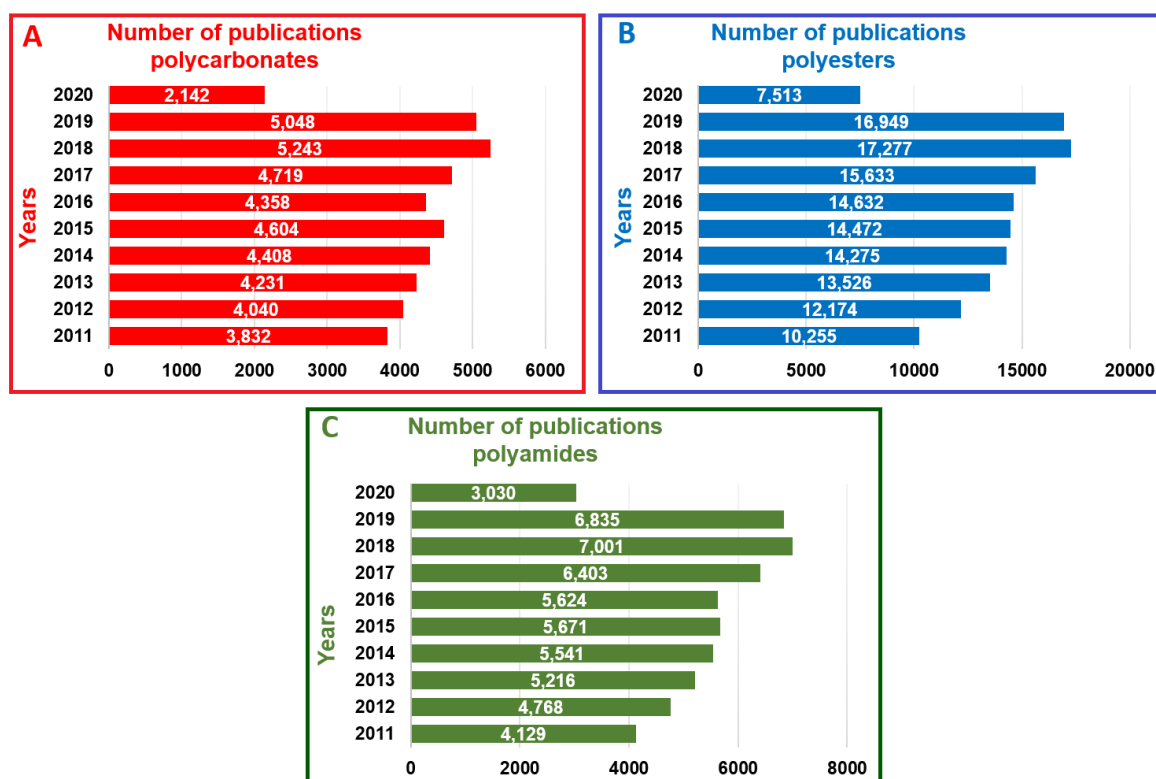 A
Number of publications
polycarbonates
2020 2,142
2019 5,048
2018 5,243
2017 4,719
2016 4,358
2015 4,604
2014 4,408
2013 4,231
2012 4,040
2011 3,832
Years
0 1000 2000 3000 4000 5000 6000
B
Number of publications
polyesters
2020 7,513
2019 16,949
2018 17,277
2017 15,633
2016 14,632
2015 14,472
2014 14,275
2013 13,526
2012 12,174
2011 10,255
Years
0 5000 10000 15000 20000
C
Number of publications
polyamides
2020 3,030
2019 6,835
2018 7,001
2017 6,403
2016 5,624
2015 5,671
2014 5,541
2013 5,216
2012 4,768
2011 4,129
Years
0 2000 4000 6000 8000